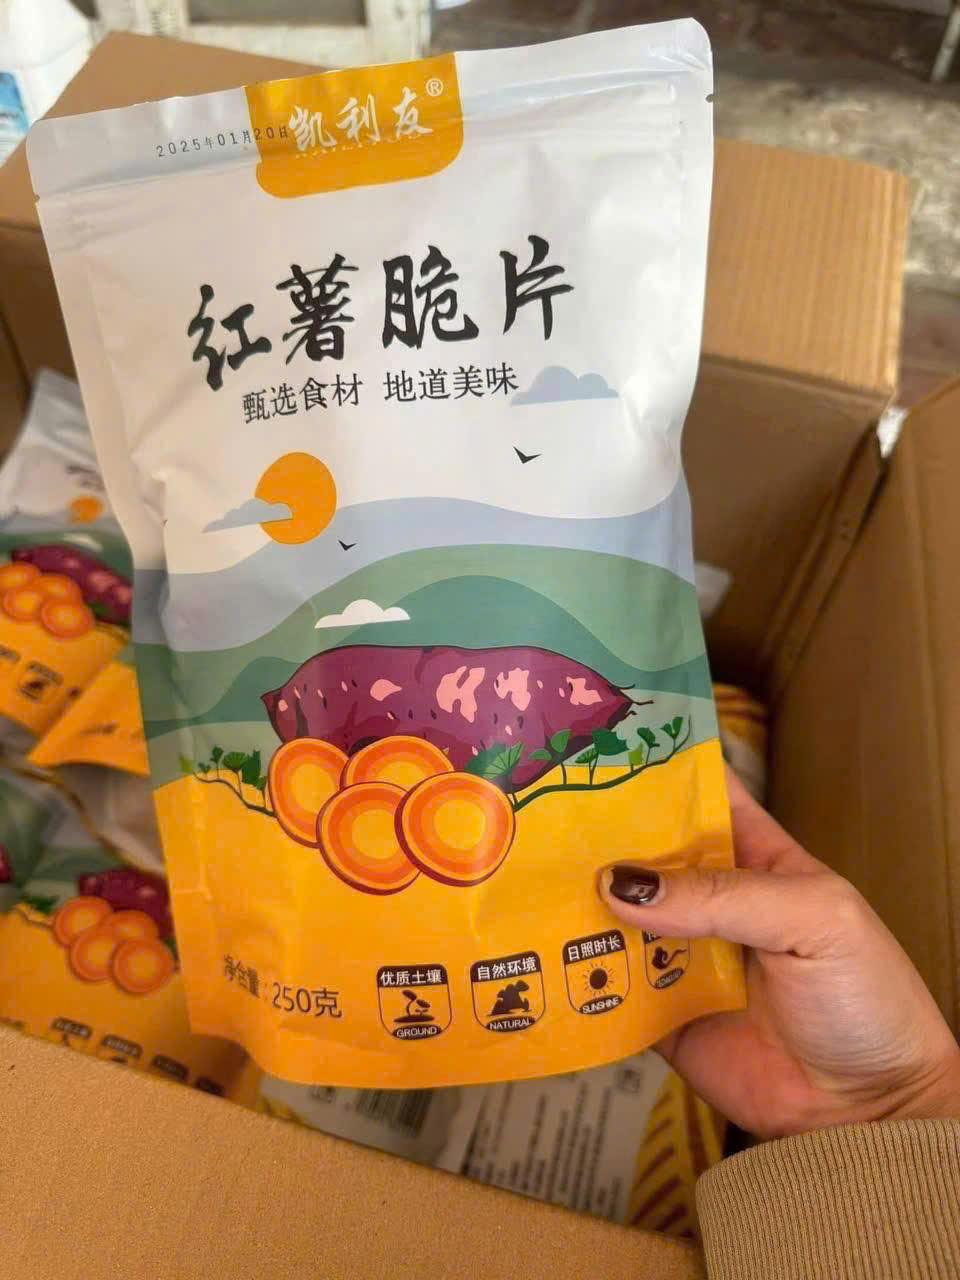 凯利友®
2025年01月20日
红薯脆片
甄选食材 地道美味
净含量:250克
优质土壤
GROUND
自然环境
NATURAL
日照时长
SUNSHINE